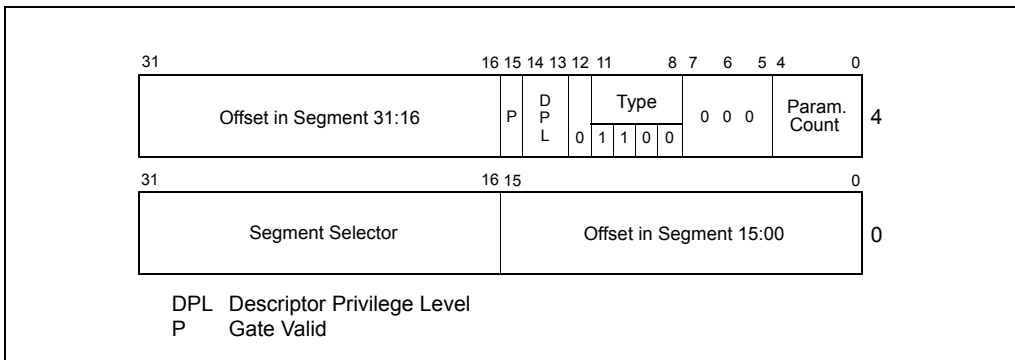 31 16 15 14 13 12 11 8 7 6 5 4 0
Offset in Segment 31:16 P D P L 0 Type 1 1 0 0 0 0 0 Param. Count 4
31 16 15 0
Segment Selector Offset in Segment 15:00 0
DPL Descriptor Privilege Level
P Gate Valid